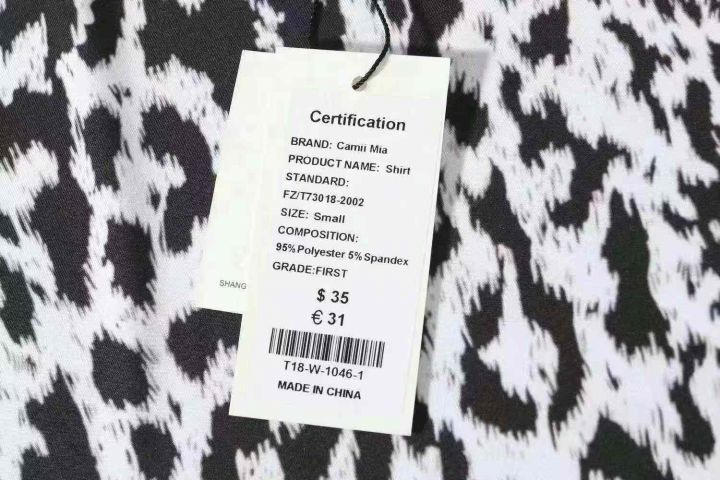 Certification
BRAND: Camii Mia
PRODUCT NAME: Shirt
STANDARD:
FZ/T73018-2002
SIZE: Small
COMPOSITION:
95%Polyester 5%Spandex
GRADE:FIRST
$ 35
€ 31
T18-W-1046-1
MADE IN CHINA
SHANG